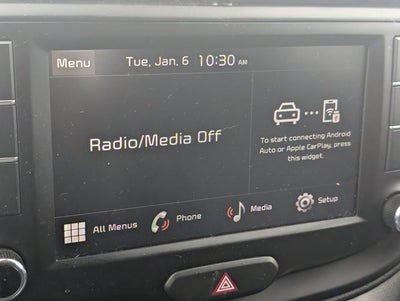 Menu
Tue, Jan. 6 10:30 AM
Radio/Media Off
To start connecting Android
Auto or Apple CarPlay, press
this widget.
All Menus
Phone
Media
Setup